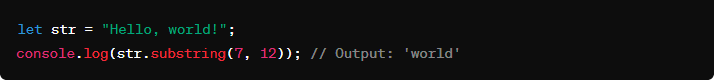 let str = "Hello, world!";
console.log(str.substring(7, 12)); // Output: 'world'